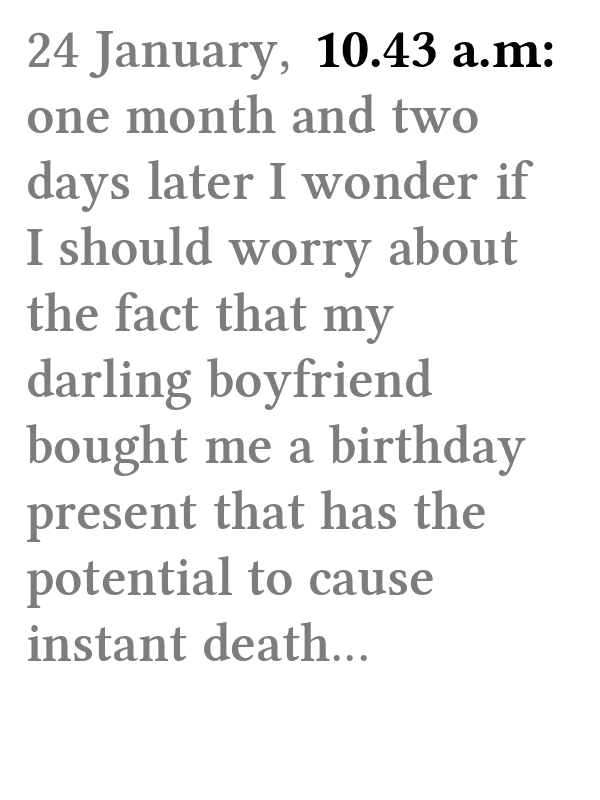 24 January, 10.43 a.m:
one month and two
days later I wonder if
I should worry about
the fact that my
darling boyfriend
bought me a birthday
present that has the
potential to cause
instant death...